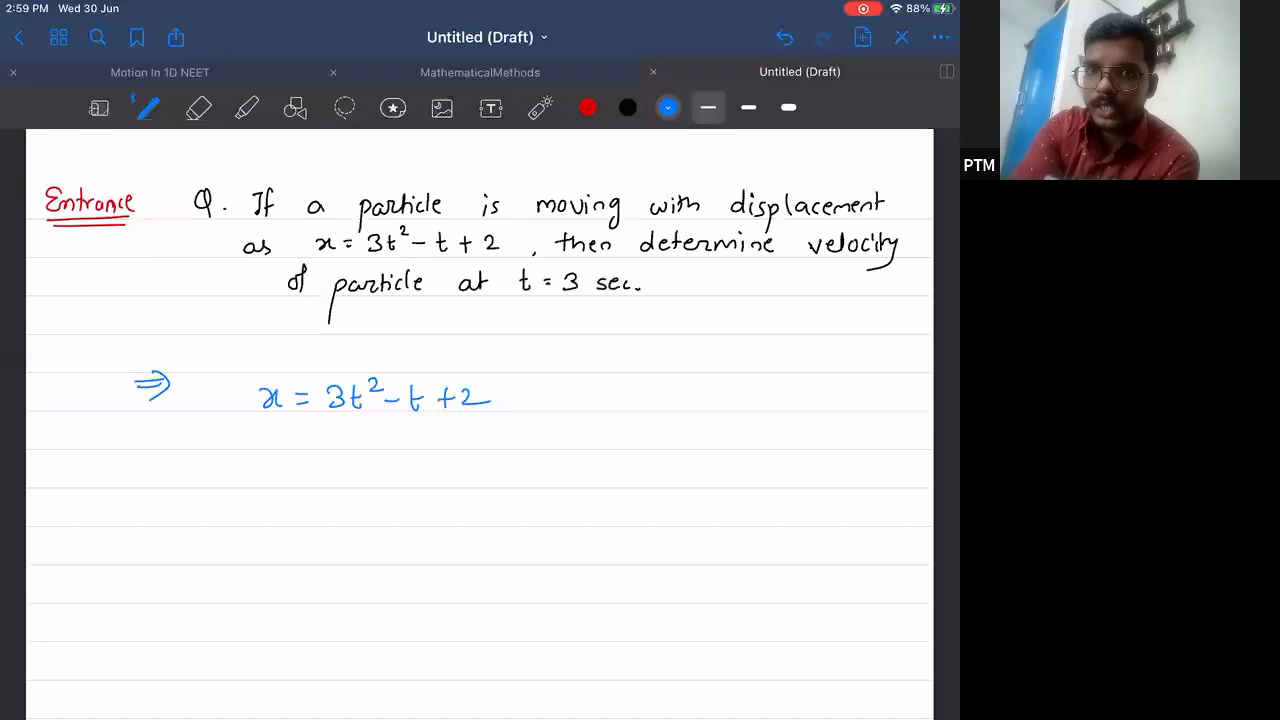 2:59 PM Wed 30 Jun
88%
Untitled (Draft)
Motion In 1D NEET
MathematicalMethods
Untitled (Draft)
PTM
Entrance Q. If a particle is moving with displacement
as x = 3t² - t + 2 , then determine velocity
of particle at t = 3 sec.
⇒ x = 3t² - t + 2